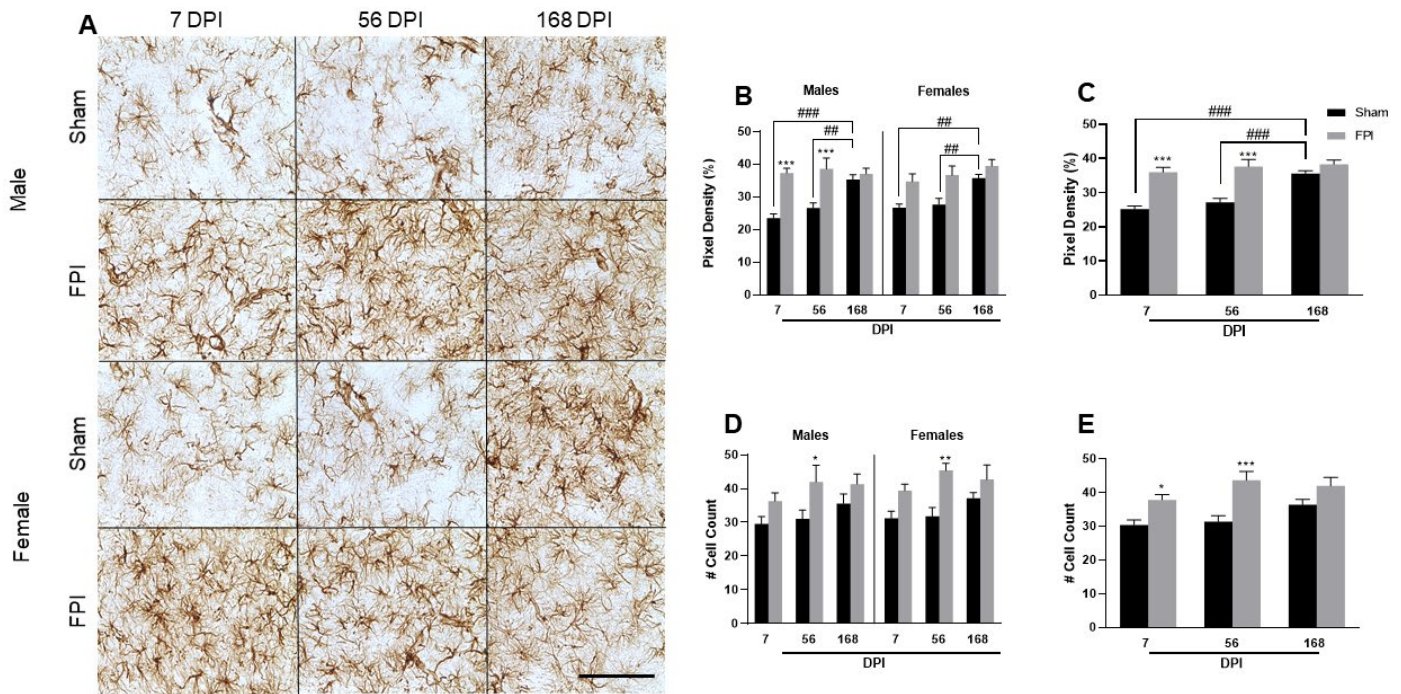 A
7 DPI 56 DPI 168 DPI
Male
Sham
FPI
Female
Sham
FPI
B
Males Females
###
##
##
##
*** ***
Pixel Density (%)
50
40
30
20
10
0
7 56 168 7 56 168
DPI
C
###
###
*** ***
Sham
FPI
Pixel Density (%)
50
40
30
20
10
0
7 56 168
DPI
D
Males Females
* **
# Cell Count
50
40
30
20
10
0
7 56 168 7 56 168
DPI
E
* ***
# Cell Count
50
40
30
20
10
0
7 56 168
DPI